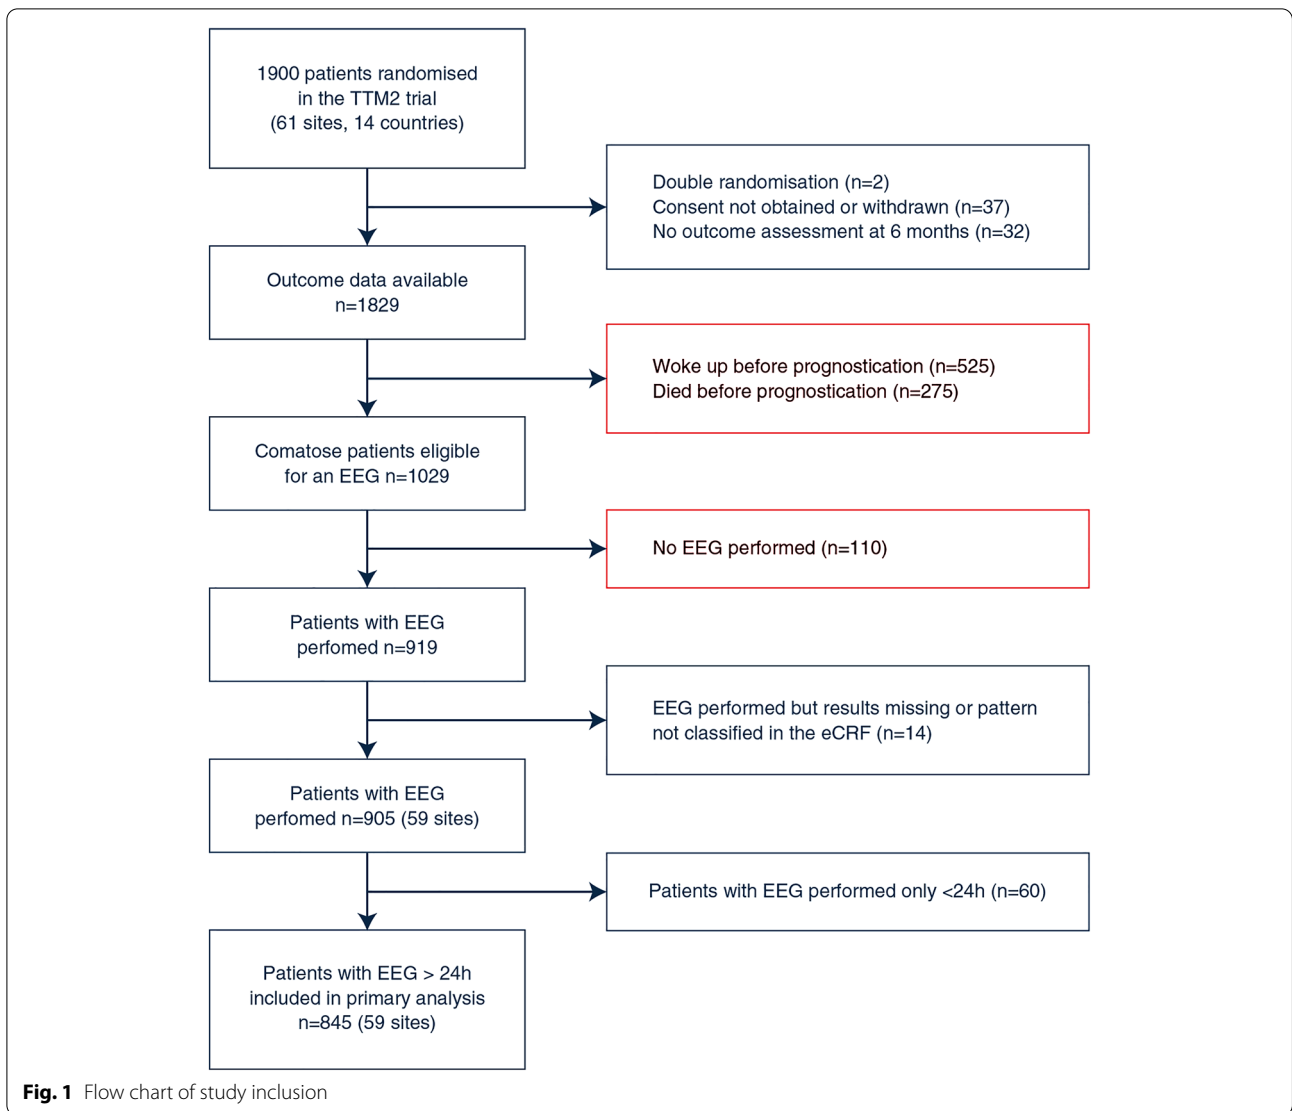 1900 patients randomised
in the TTM2 trial
(61 sites, 14 countries)
Double randomisation (n=2)
Consent not obtained or withdrawn (n=37)
No outcome assessment at 6 months (n=32)
Outcome data available
n=1829
Woke up before prognostication (n=525)
Died before prognostication (n=275)
Comatose patients eligible
for an EEG n=1029
No EEG performed (n=110)
Patients with EEG
perfomed n=919
EEG performed but results missing or pattern
not classified in the eCRF (n=14)
Patients with EEG
perfomed n=905 (59 sites)
Patients with EEG performed only <24h (n=60)
Patients with EEG > 24h
included in primary analysis
n=845 (59 sites)
Fig. 1 Flow chart of study inclusion